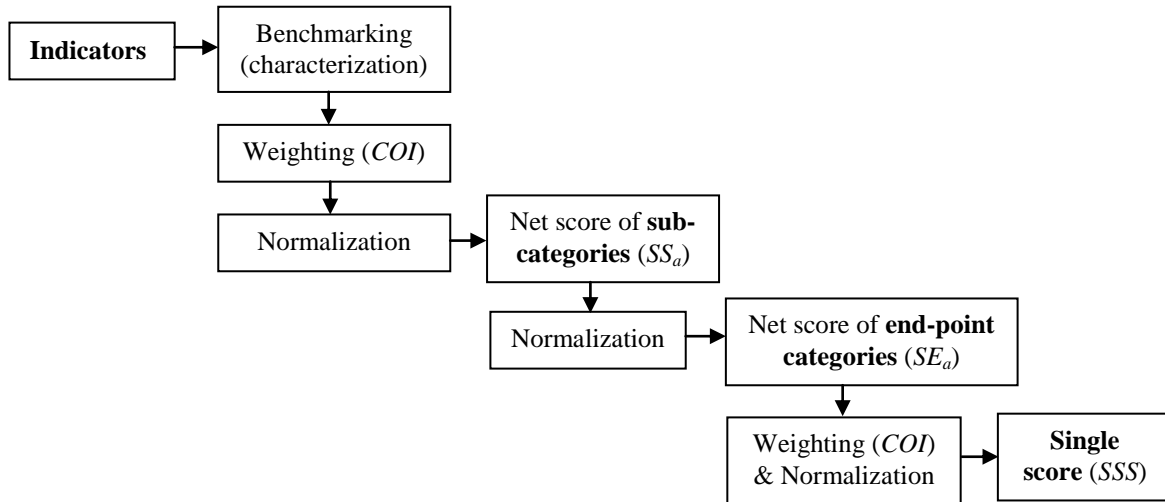 Indicators
Benchmarking
(characterization)
Weighting (COI)
Normalization
Net score of sub-
categories (SSa)
Normalization
Net score of end-point
categories (SEa)
Weighting (COI)
& Normalization
Single
score (SSS)